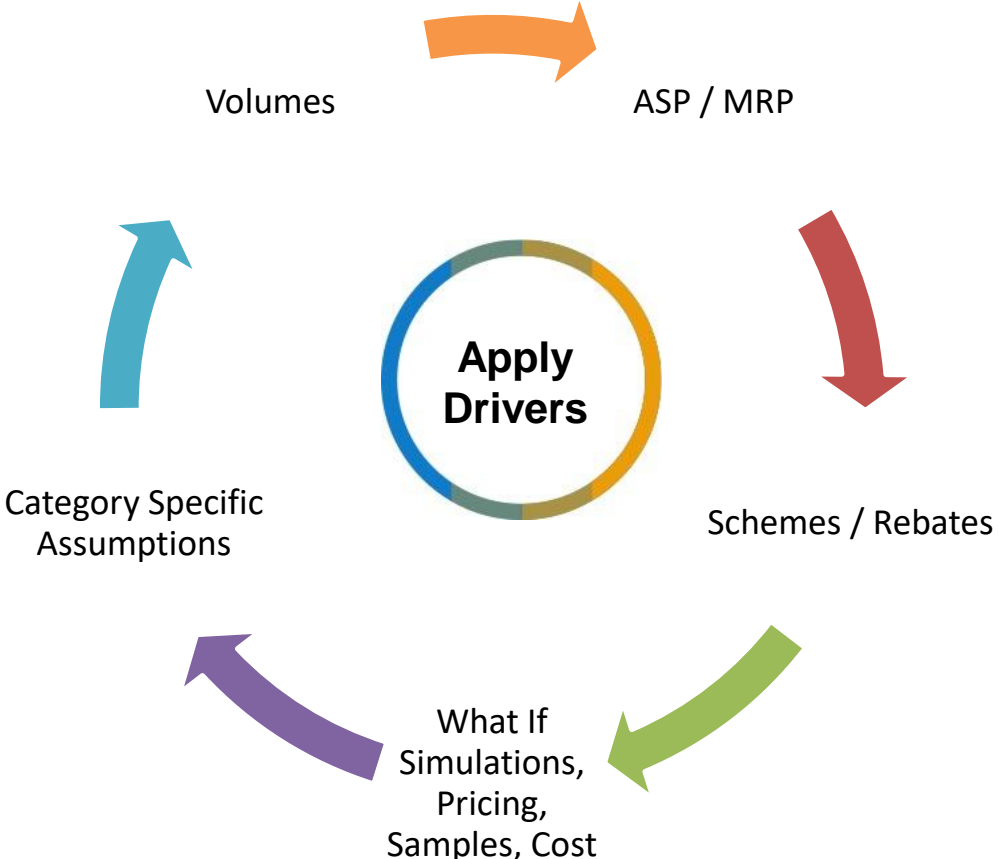 Volumes
ASP / MRP
Apply
Drivers
Category Specific
Assumptions
Schemes / Rebates
What If
Simulations,
Pricing,
Samples, Cost